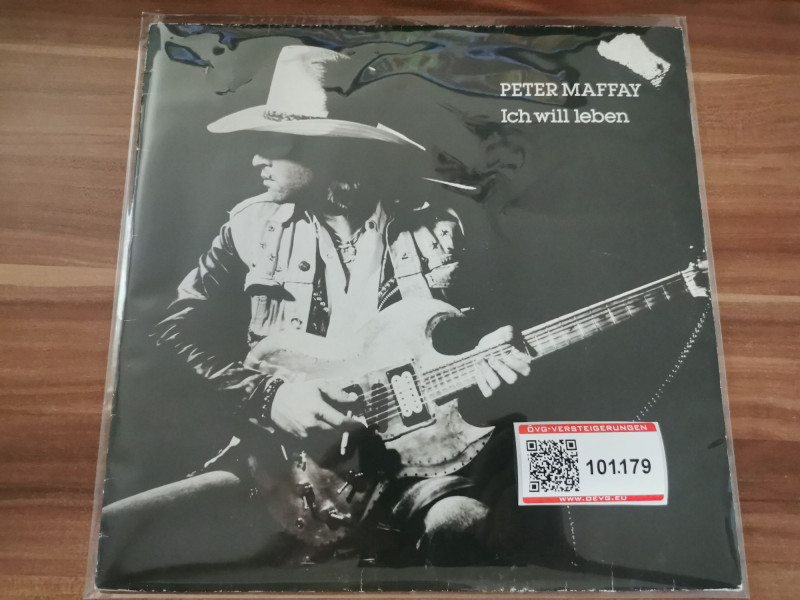 PETER MAFFAY
Ich will leben
ÖVG-VERSTEIGERUNGEN
101.179
WWW.OEVG.EU